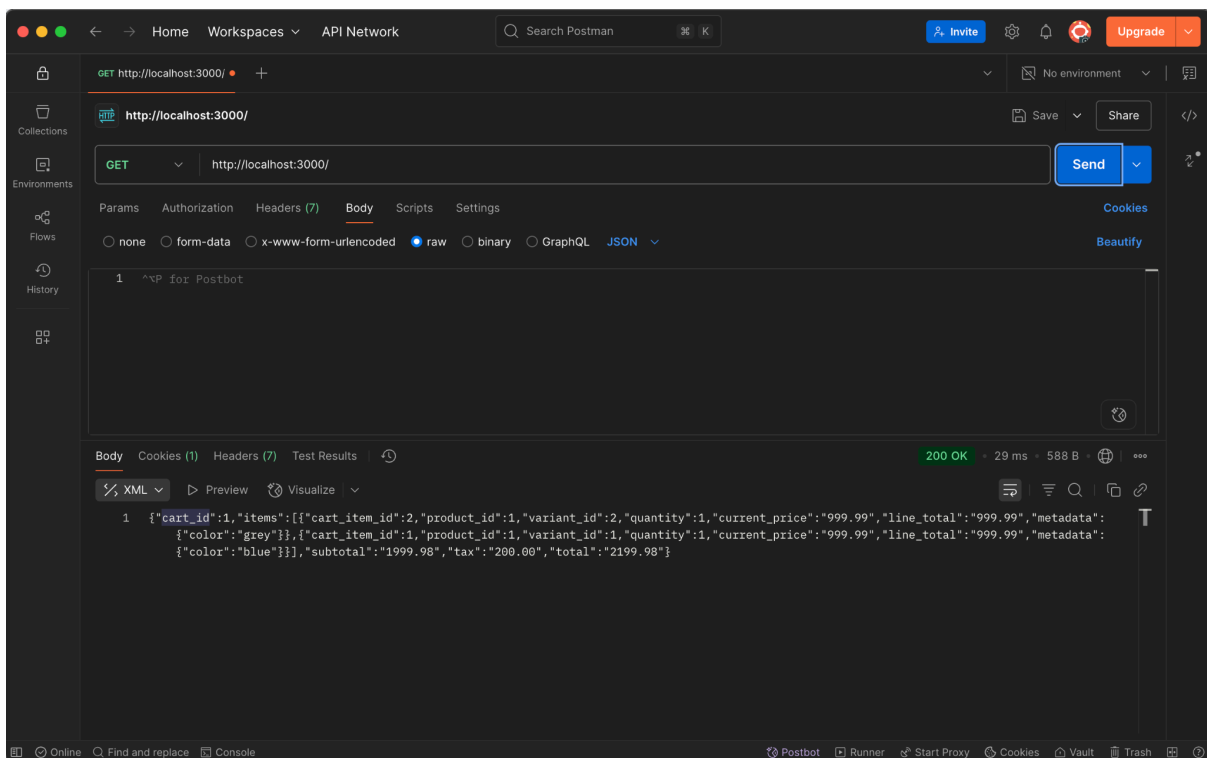 Home Workspaces API Network Search Postman ⌘ K Invite Upgrade
GET http://localhost:3000/ No environment
Collections
Environments
Flows
History
HTTP http://localhost:3000/ Save Share
GET http://localhost:3000/ Send
Params Authorization Headers (7) Body Scripts Settings Cookies
none form-data x-www-form-urlencoded raw binary GraphQL JSON Beautify
1 ^⌥P for Postbot
Body Cookies (1) Headers (7) Test Results 200 OK 29 ms 588 B
XML Preview Visualize
1 {"cart_id":1,"items":[{"cart_item_id":2,"product_id":1,"variant_id":2,"quantity":1,"current_price":"999.99","line_total":"999.99","metadata":
{"color":"grey"}},{"cart_item_id":1,"product_id":1,"variant_id":1,"quantity":1,"current_price":"999.99","line_total":"999.99","metadata":
{"color":"blue"}}],"subtotal":"1999.98","tax":"200.00","total":"2199.98"}
Online Find and replace Console Postbot Runner Start Proxy Cookies Vault Trash